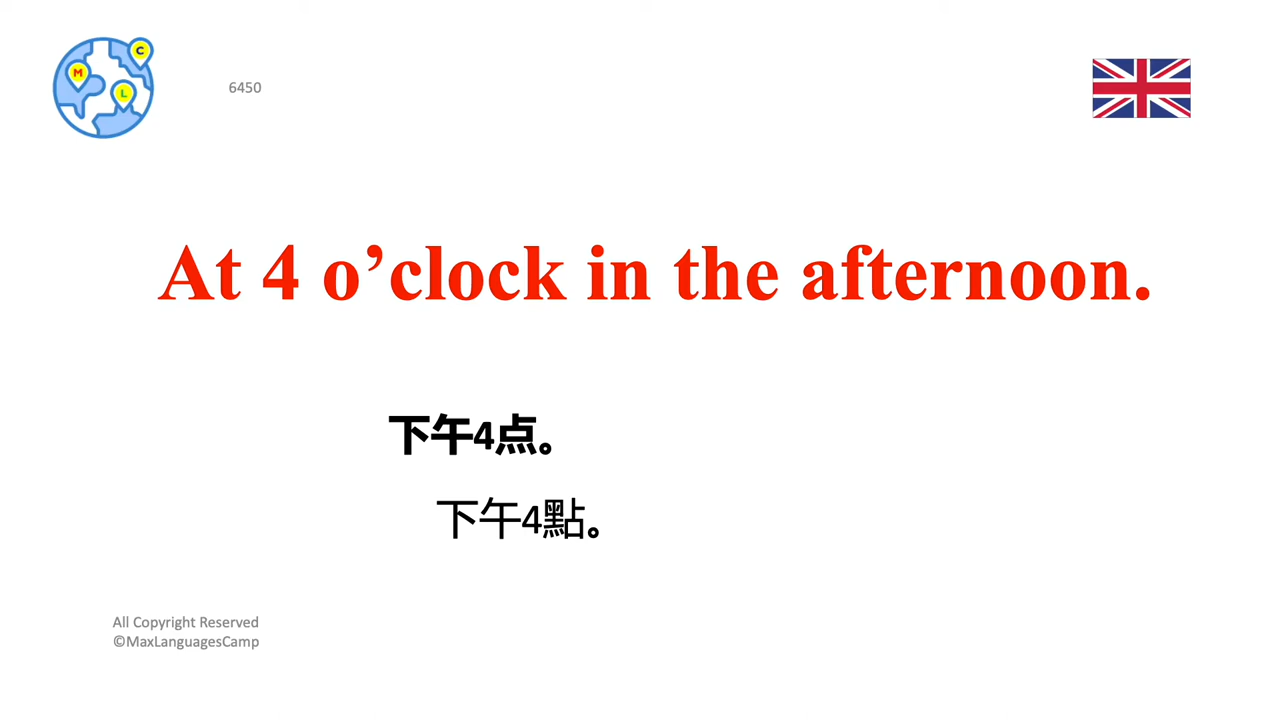 C
M
L
6450
At 4 o’clock in the afternoon.
下午4点。
下午4點。
All Copyright Reserved
©MaxLanguagesCamp